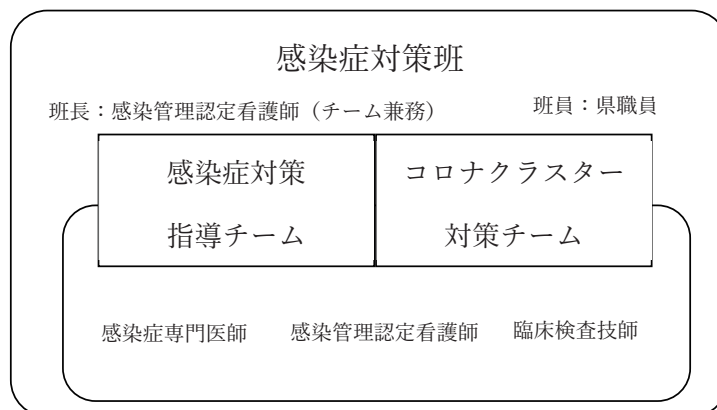 感染症対策班
班長：感染管理認定看護師（チーム兼務）
班員：県職員
感染症対策
指導チーム
コロナクラスター
対策チーム
感染症専門医師
感染管理認定看護師
臨床検査技師